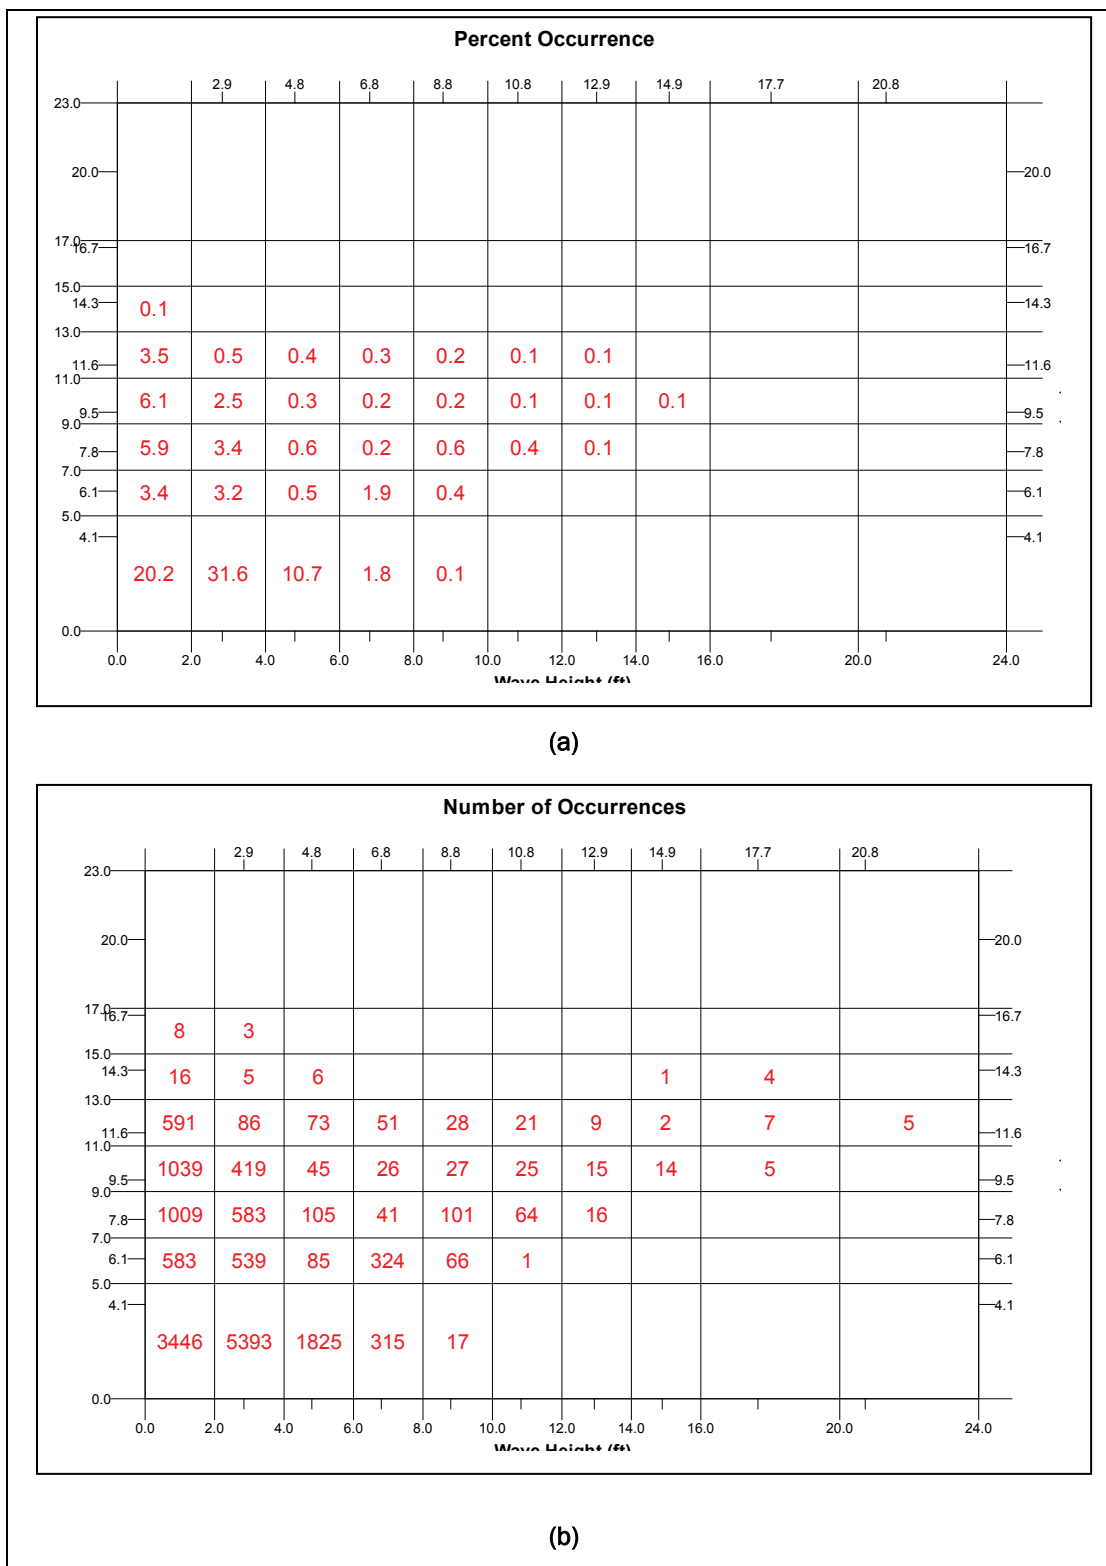 Percent Occurrence
2.9 4.8 6.8 8.8 10.8 12.9 14.9 17.7 20.8
23.0
20.0 20.0
17.0
16.7 16.7
15.0
14.3 0.1 14.3
13.0
3.5 0.5 0.4 0.3 0.2 0.1 0.1
11.6 11.6
11.0
6.1 2.5 0.3 0.2 0.2 0.1 0.1 0.1
9.5 9.5
9.0
5.9 3.4 0.6 0.2 0.6 0.4 0.1
7.8 7.8
7.0
6.1 3.4 3.2 0.5 1.9 0.4 6.1
5.0
4.1 4.1
20.2 31.6 10.7 1.8 0.1
0.0
0.0 2.0 4.0 6.0 8.0 10.0 12.0 14.0 16.0 20.0 24.0
Wave Height (ft)
(a)
Number of Occurrences
2.9 4.8 6.8 8.8 10.8 12.9 14.9 17.7 20.8
23.0
20.0 20.0
17.0
16.7 16.7
8 3
15.0
14.3 16 5 6 1 4 14.3
13.0
591 86 73 51 28 21 9 2 7 5
11.6 11.6
11.0
1039 419 45 26 27 25 15 14 5
9.5 9.5
9.0
1009 583 105 41 101 64 16
7.8 7.8
7.0
6.1 583 539 85 324 66 1 6.1
5.0
4.1 4.1
3446 5393 1825 315 17
0.0
0.0 2.0 4.0 6.0 8.0 10.0 12.0 14.0 16.0 20.0 24.0
Wave Height (ft)
(b)